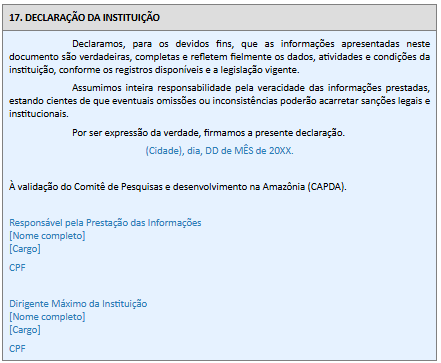 17. DECLARAÇÃO DA INSTITUIÇÃO
Declaramos, para os devidos fins, que as informações apresentadas neste
documento são verdadeiras, completas e refletem fielmente os dados, atividades e condições da
instituição, conforme os registros disponíveis e a legislação vigente.
Assumimos inteira responsabilidade pela veracidade das informações prestadas,
estando cientes de que eventuais omissões ou inconsistências poderão acarretar sanções legais e
institucionais.
Por ser expressão da verdade, firmamos a presente declaração.
(Cidade), dia, DD de MÊS de 20XX.
À validação do Comitê de Pesquisas e desenvolvimento na Amazônia (CAPDA).
Responsável pela Prestação das Informações
[Nome completo]
[Cargo]
CPF
Dirigente Máximo da Instituição
[Nome completo]
[Cargo]
CPF